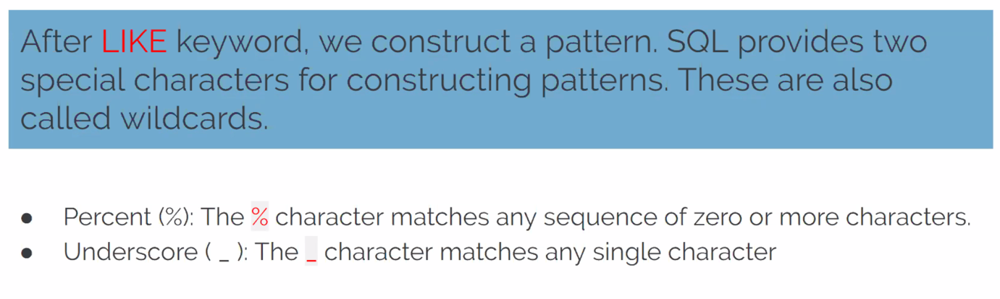 After LIKE keyword, we construct a pattern. SQL provides two
special characters for constructing patterns. These are also
called wildcards.
● Percent (%): The % character matches any sequence of zero or more characters.
● Underscore ( _ ): The _ character matches any single character